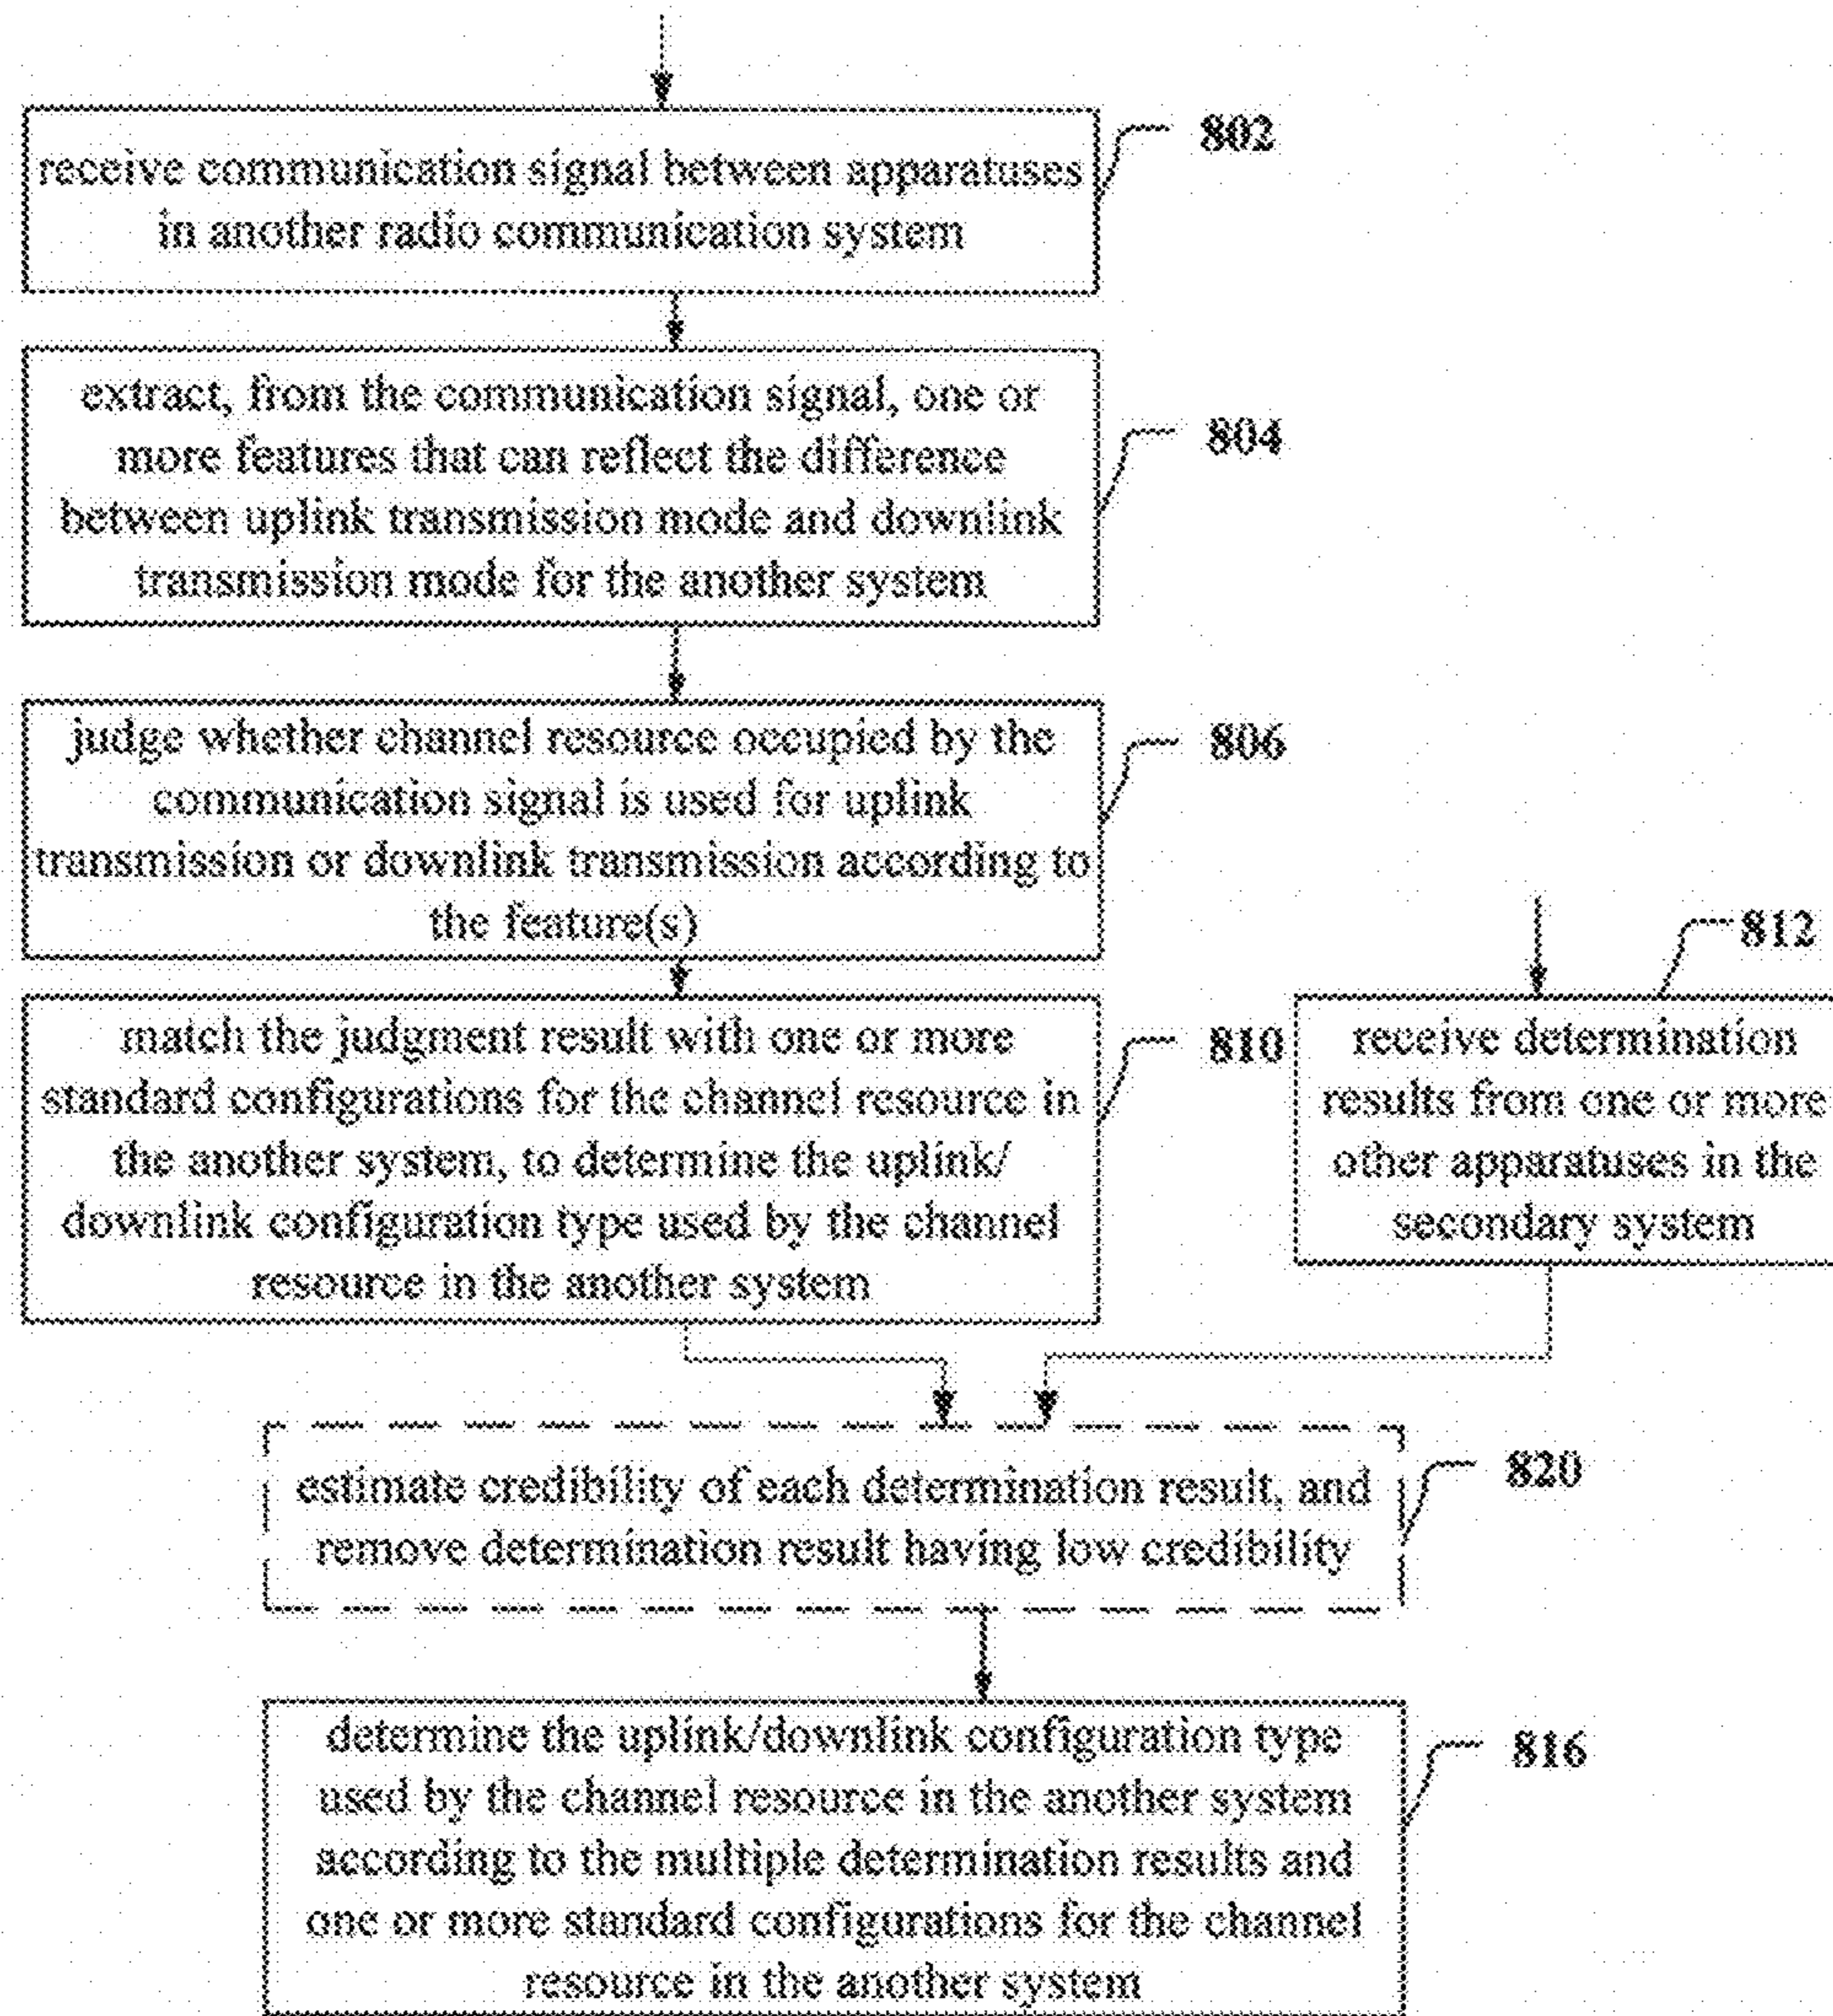 802
receive communication signal between apparatuses
in another radio communication system
extract, from the communication signal, one or
more features that can reflect the difference
between uplink transmission mode and downlink
transmission mode for the another system
804
judge whether channel resource occupied by the
communication signal is used for uplink
transmission or downlink transmission according to
the feature(s)
806
812
match the judgment result with one or more
standard configurations for the channel resource in
the another system, to determine the uplink/
downlink configuration type used by the channel
resource in the another system
810
receive determination
results from one or more
other apparatuses in the
secondary system
estimate credibility of each determination result, and
remove determination result having low credibility
820
determine the uplink/downlink configuration type
used by the channel resource in the another system
according to the multiple determination results and
one or more standard configurations for the channel
resource in the another system
816